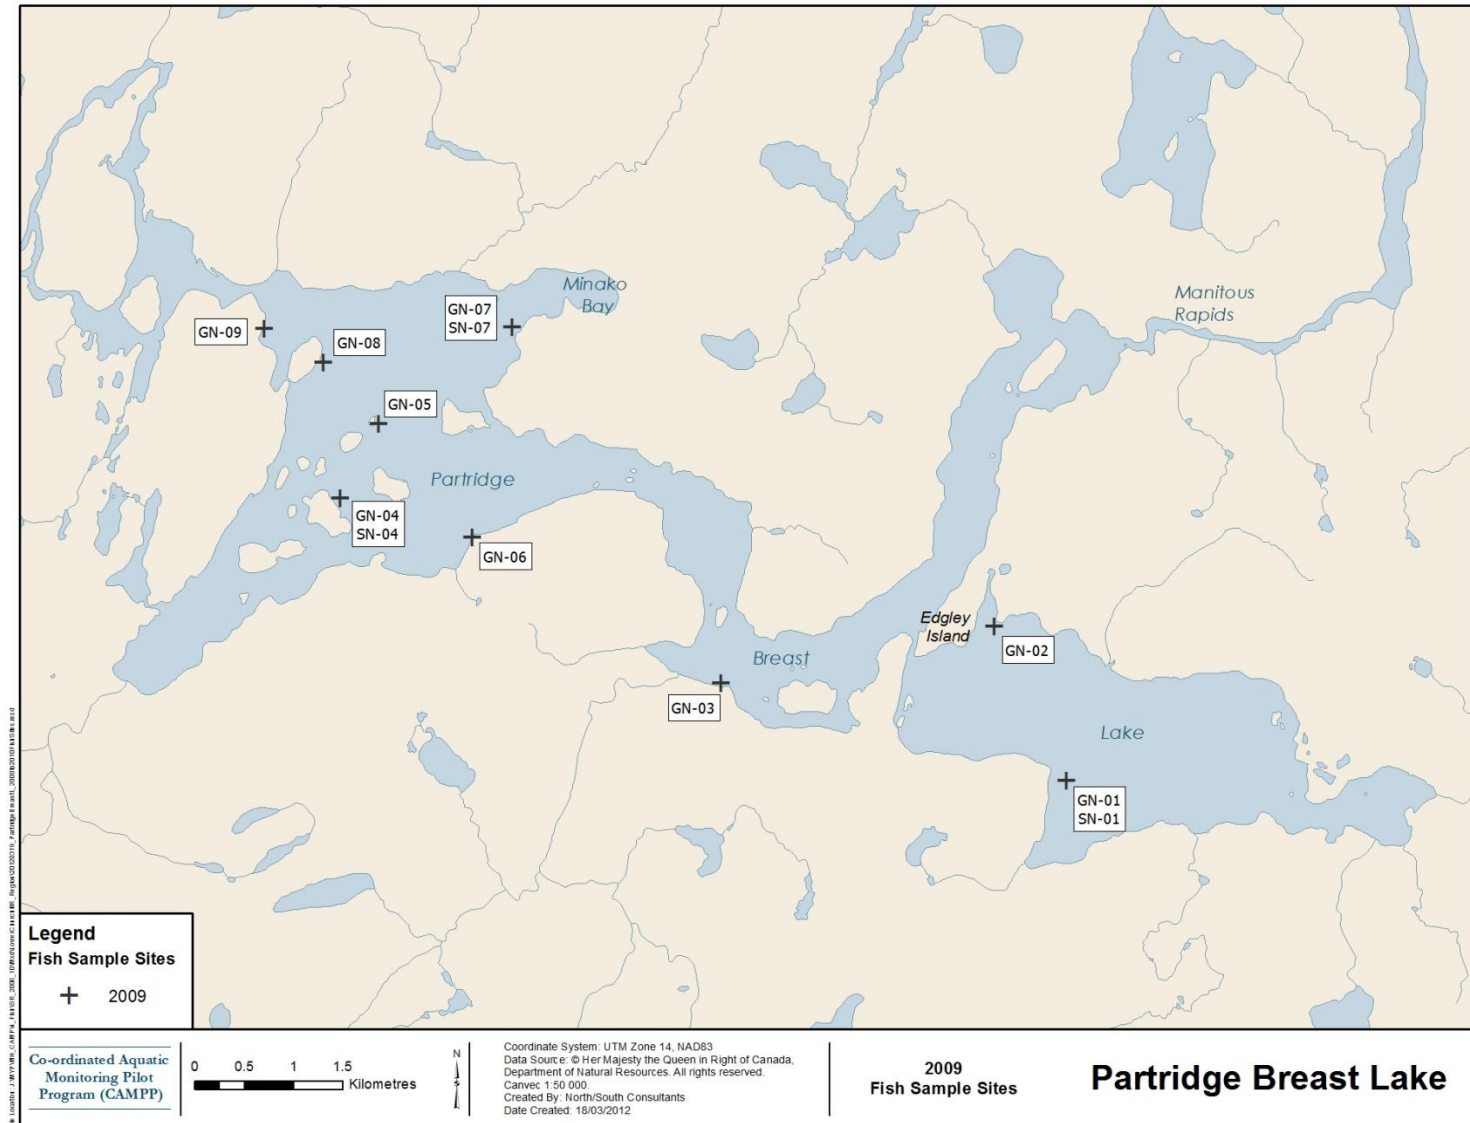 Minako
Bay
Manitous
Rapids
GN-07
SN-07
GN-09
GN-08
GN-05
Partridge
GN-04
SN-04
GN-06
Edgley
Island
GN-02
Breast
GN-03
Lake
GN-01
SN-01
Legend
Fish Sample Sites
2009
Co-ordinated Aquatic
Monitoring Pilot
Program (CAMPP)
0 0.5 1 1.5
Kilometres
N
Coordinate System: UTM Zone 14, NAD83
Data Source: © Her Majesty the Queen in Right of Canada,
Department of Natural Resources. All rights reserved.
Canvec 1:50 000.
Created By: North/South Consultants
Date Created: 18/03/2012
2009
Fish Sample Sites
Partridge Breast Lake